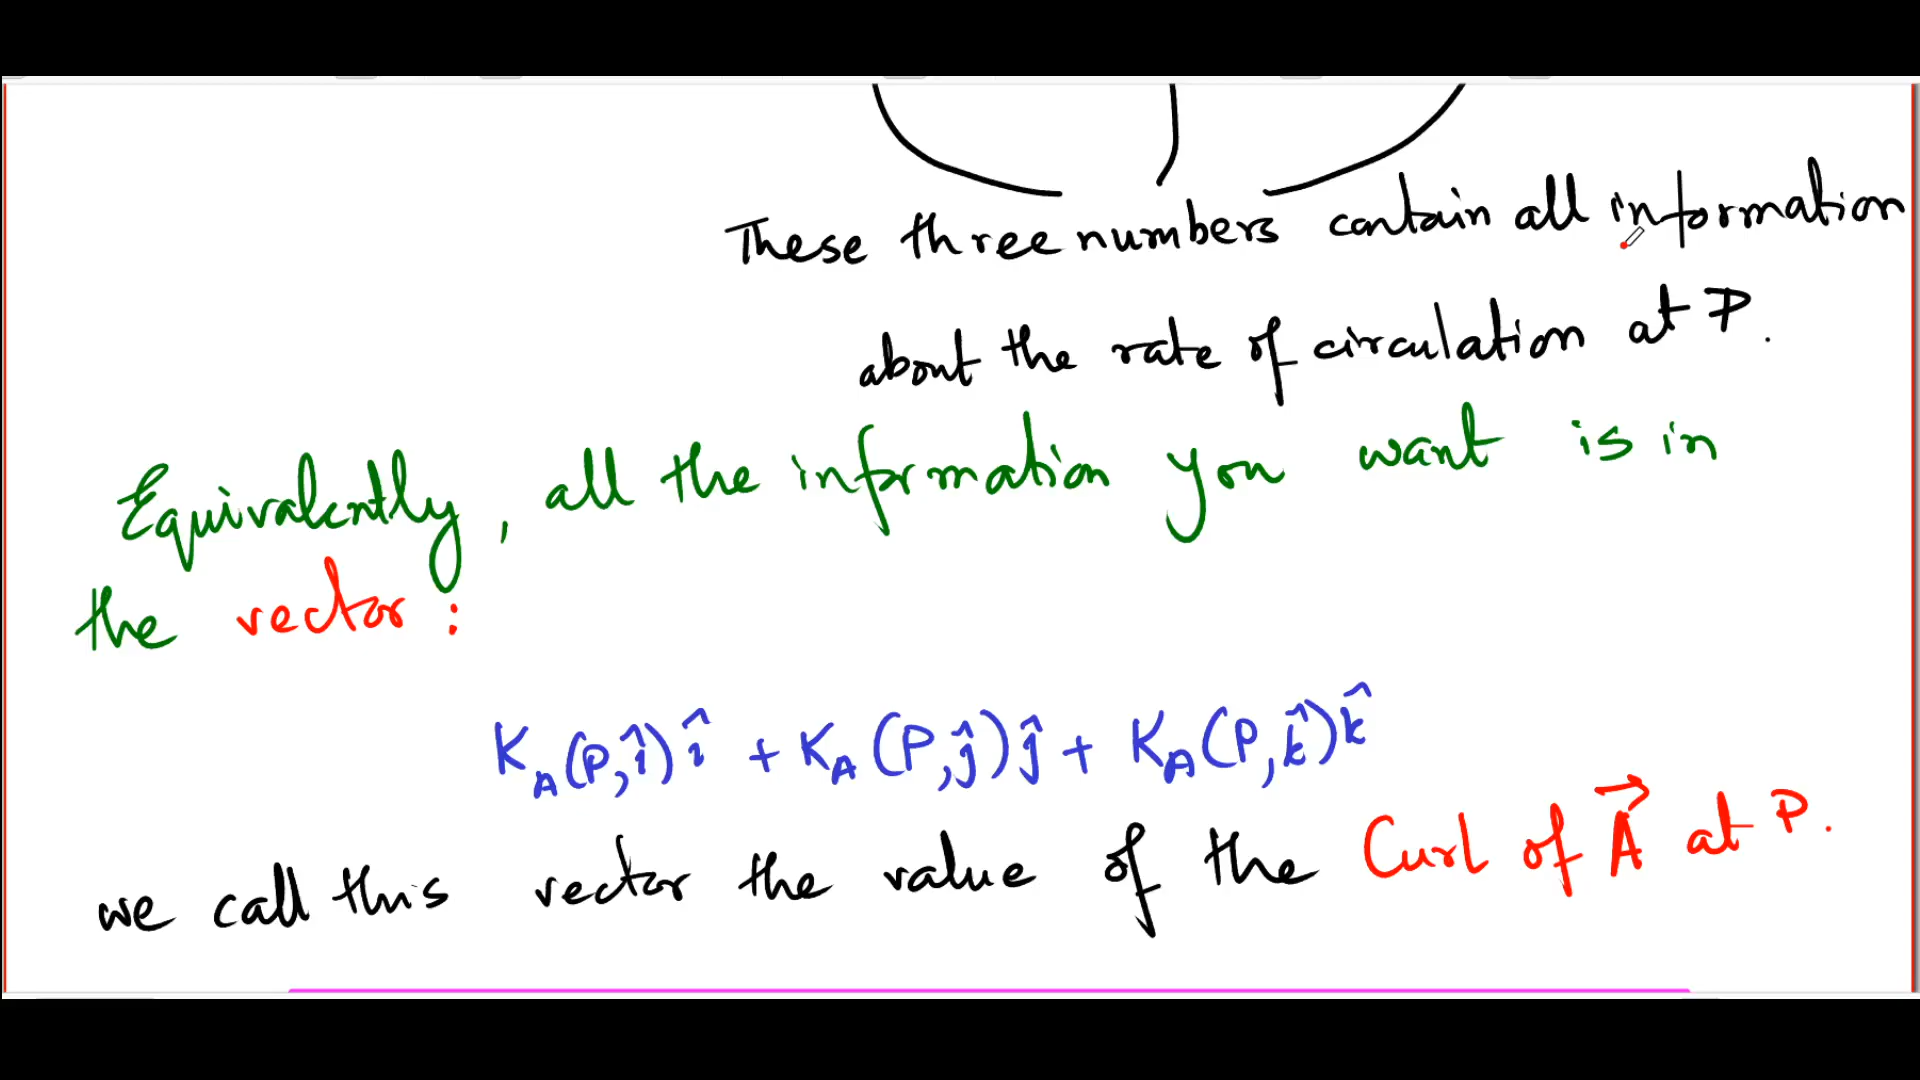 These three numbers contain all information
about the rate of circulation at P.
Equivalently, all the information you want is in
the vector:
K_A(P, î) î + K_A(P, ĵ) ĵ + K_A(P, k̂) k̂
we call this vector the value of the Curl of A⃗ at P.